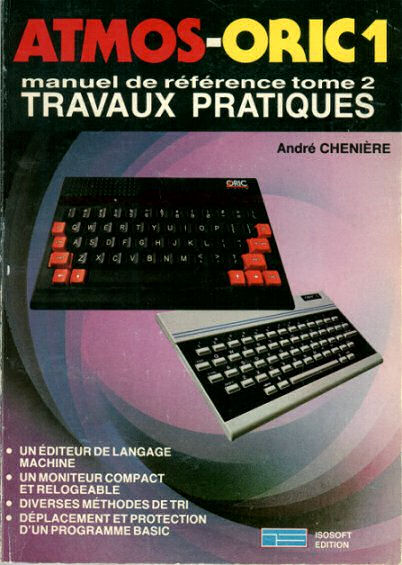 ATMOS-ORIC 1
manuel de référence tome 2
TRAVAUX PRATIQUES
André CHENIÈRE
ORIC
Q W E R T Y U I O P
A S D F G H J K L
Z X C V B N M
• UN ÉDITEUR DE LANGAGE
MACHINE
• UN MONITEUR COMPACT
ET RELOGEABLE
• DIVERSES MÉTHODES DE TRI
• DÉPLACEMENT ET PROTECTION
D'UN PROGRAMME BASIC
ISOSOFT
EDITION